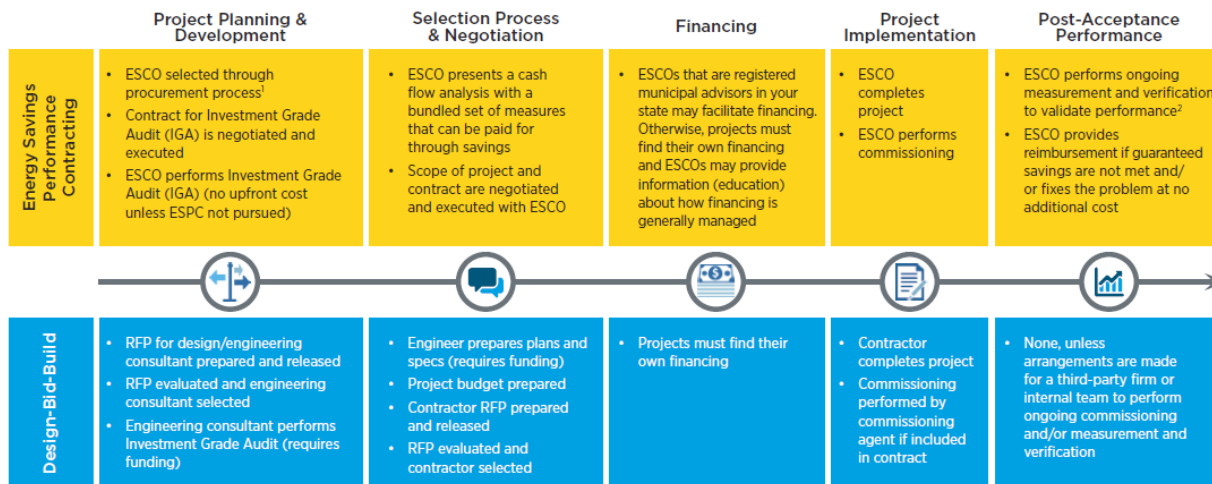 Project Planning &
Development
Selection Process
& Negotiation
Financing
Project
Implementation
Post-Acceptance
Performance
Energy Savings
Performance
Contracting
• ESCO selected through
procurement process¹
• Contract for Investment Grade
Audit (IGA) is negotiated and
executed
• ESCO performs Investment Grade
Audit (IGA) (no upfront cost
unless ESPC not pursued)
• ESCO presents a cash
flow analysis with a
bundled set of measures
that can be paid for
through savings
• Scope of project and
contract are negotiated
and executed with ESCO
• ESCOs that are registered
municipal advisors in your
state may facilitate financing.
Otherwise, projects must
find their own financing
and ESCOs may provide
information (education)
about how financing is
generally managed
• ESCO
completes
project
• ESCO performs
commissioning
• ESCO performs ongoing
measurement and verification
to validate performance²
• ESCO provides
reimbursement if guaranteed
savings are not met and/
or fixes the problem at no
additional cost
$
Design-Bid-Build
• RFP for design/engineering
consultant prepared and released
• RFP evaluated and engineering
consultant selected
• Engineering consultant performs
Investment Grade Audit (requires
funding)
• Engineer prepares plans and
specs (requires funding)
• Project budget prepared
• Contractor RFP prepared
and released
• RFP evaluated and
contractor selected
• Projects must find their
own financing
• Contractor
completes project
• Commissioning
performed by
commissioning
agent if included
in contract
• None, unless
arrangements are made
for a third-party firm or
internal team to perform
ongoing commissioning
and/or measurement and
verification